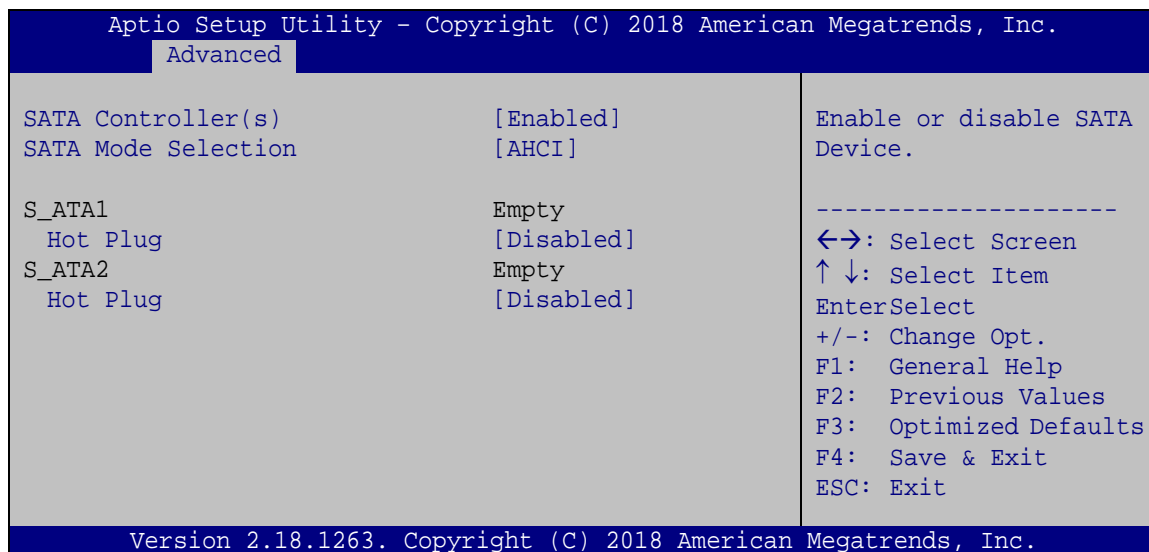 Aptio Setup Utility – Copyright (C) 2018 American Megatrends, Inc.
Advanced
SATA Controller(s) [Enabled]
SATA Mode Selection [AHCI]
S_ATA1 Empty
Hot Plug [Disabled]
S_ATA2 Empty
Hot Plug [Disabled]
Enable or disable SATA
Device.
---------------------
←→: Select Screen
↑ ↓: Select Item
EnterSelect
+/-: Change Opt.
F1: General Help
F2: Previous Values
F3: Optimized Defaults
F4: Save & Exit
ESC: Exit
Version 2.18.1263. Copyright (C) 2018 American Megatrends, Inc.